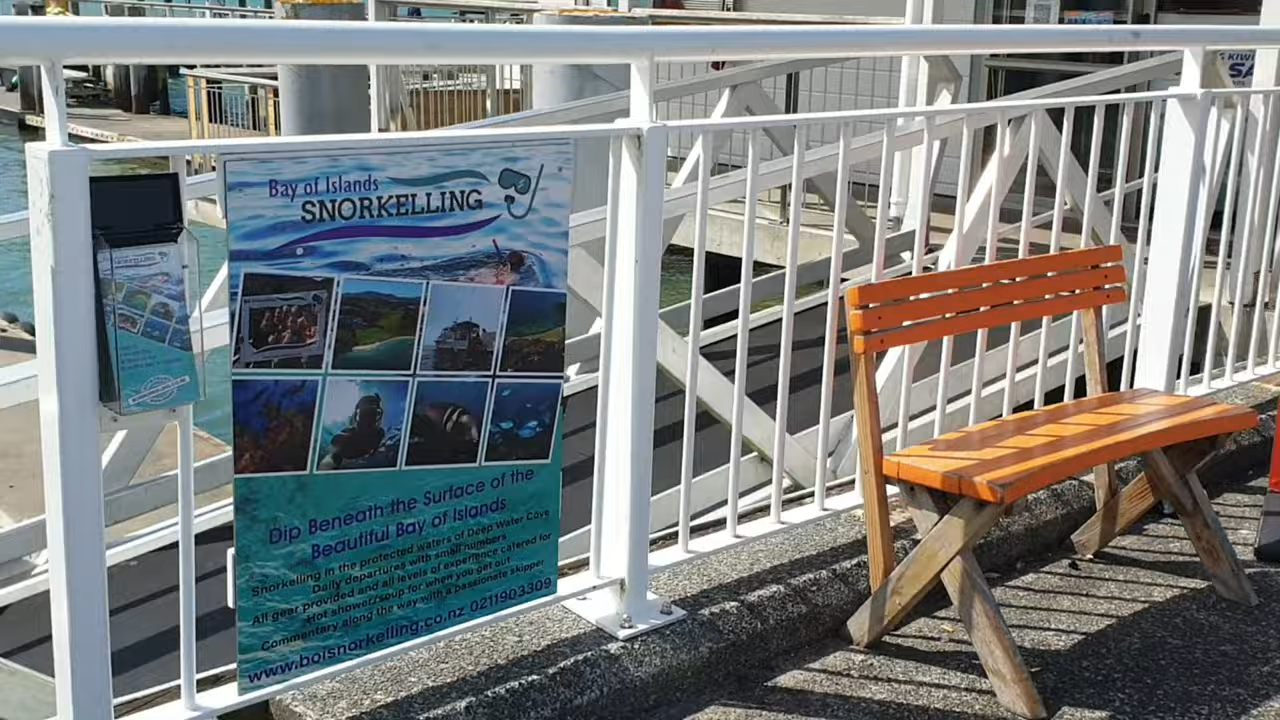 Bay of Islands
SNORKELLING
Dip Beneath the Surface of the
Beautiful Bay of Islands
Snorkelling in the protected waters of Deep Water Cove
Daily departures with small numbers
All gear provided and all levels of experience catered for
Hot shower/soup for when you get out
Commentary along the way with a passionate skipper
www.boisnorkelling.co.nz 0211903309
SNORKELLING
KIWI
SA